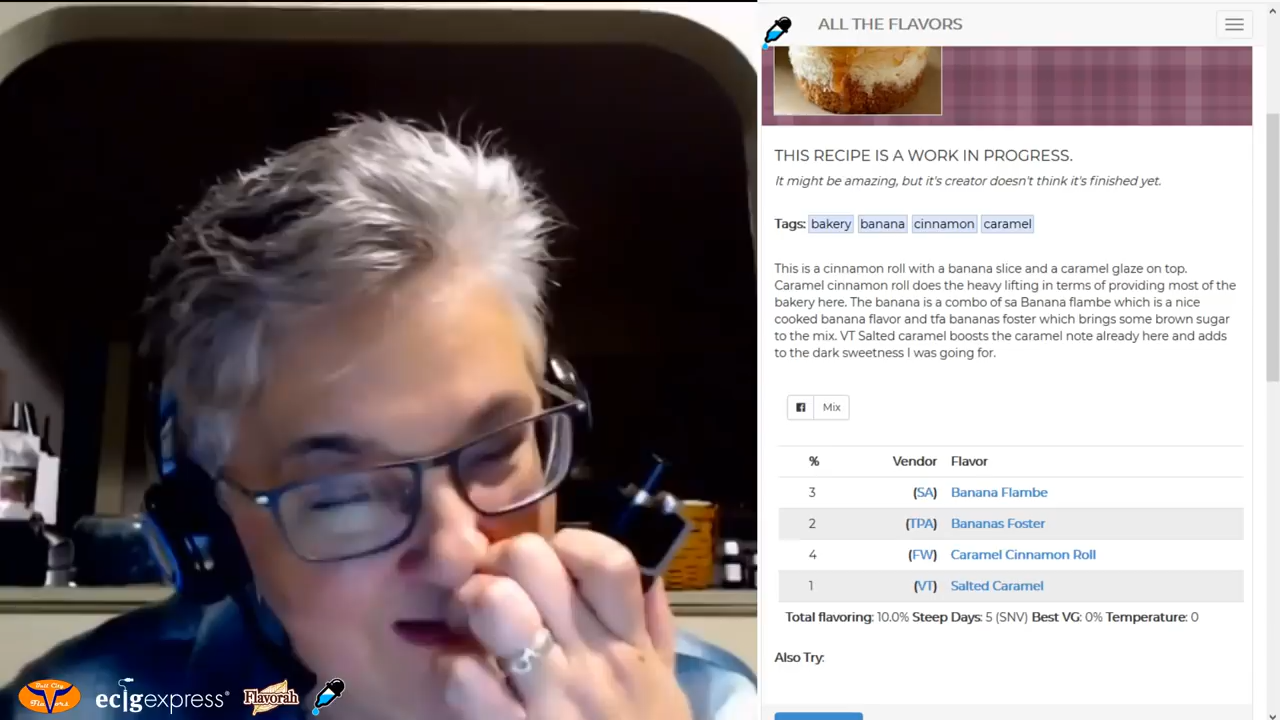 ALL THE FLAVORS
THIS RECIPE IS A WORK IN PROGRESS.
It might be amazing, but it's creator doesn't think it's finished yet.
Tags: bakery banana cinnamon caramel
This is a cinnamon roll with a banana slice and a caramel glaze on top.
Caramel cinnamon roll does the heavy lifting in terms of providing most of the
bakery here. The banana is a combo of sa Banana flambe which is a nice
cooked banana flavor and tfa bananas foster which brings some brown sugar
to the mix. VT Salted caramel boosts the caramel note already here and adds
to the dark sweetness I was going for.
Mix
% Vendor Flavor
3 (SA) Banana Flambe
2 (TPA) Bananas Foster
4 (FW) Caramel Cinnamon Roll
1 (VT) Salted Caramel
Total flavoring: 10.0% Steep Days: 5 (SNV) Best VG: 0% Temperature: 0
Also Try:
ecigexpress
Flavorah